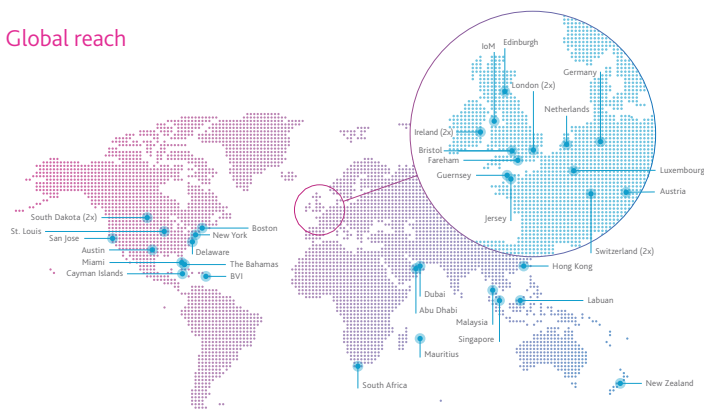 Global reach
IoM
Edinburgh
London (2x)
Germany
Netherlands
Ireland (2x)
Bristol
Fareham
Guernsey
Jersey
Luxembourg
Austria
Switzerland (2x)
South Dakota (2x)
St. Louis
San Jose
Austin
Miami
Cayman Islands
Boston
New York
Delaware
The Bahamas
BVI
Hong Kong
Dubai
Abu Dhabi
Labuan
Malaysia
Singapore
Mauritius
South Africa
New Zealand